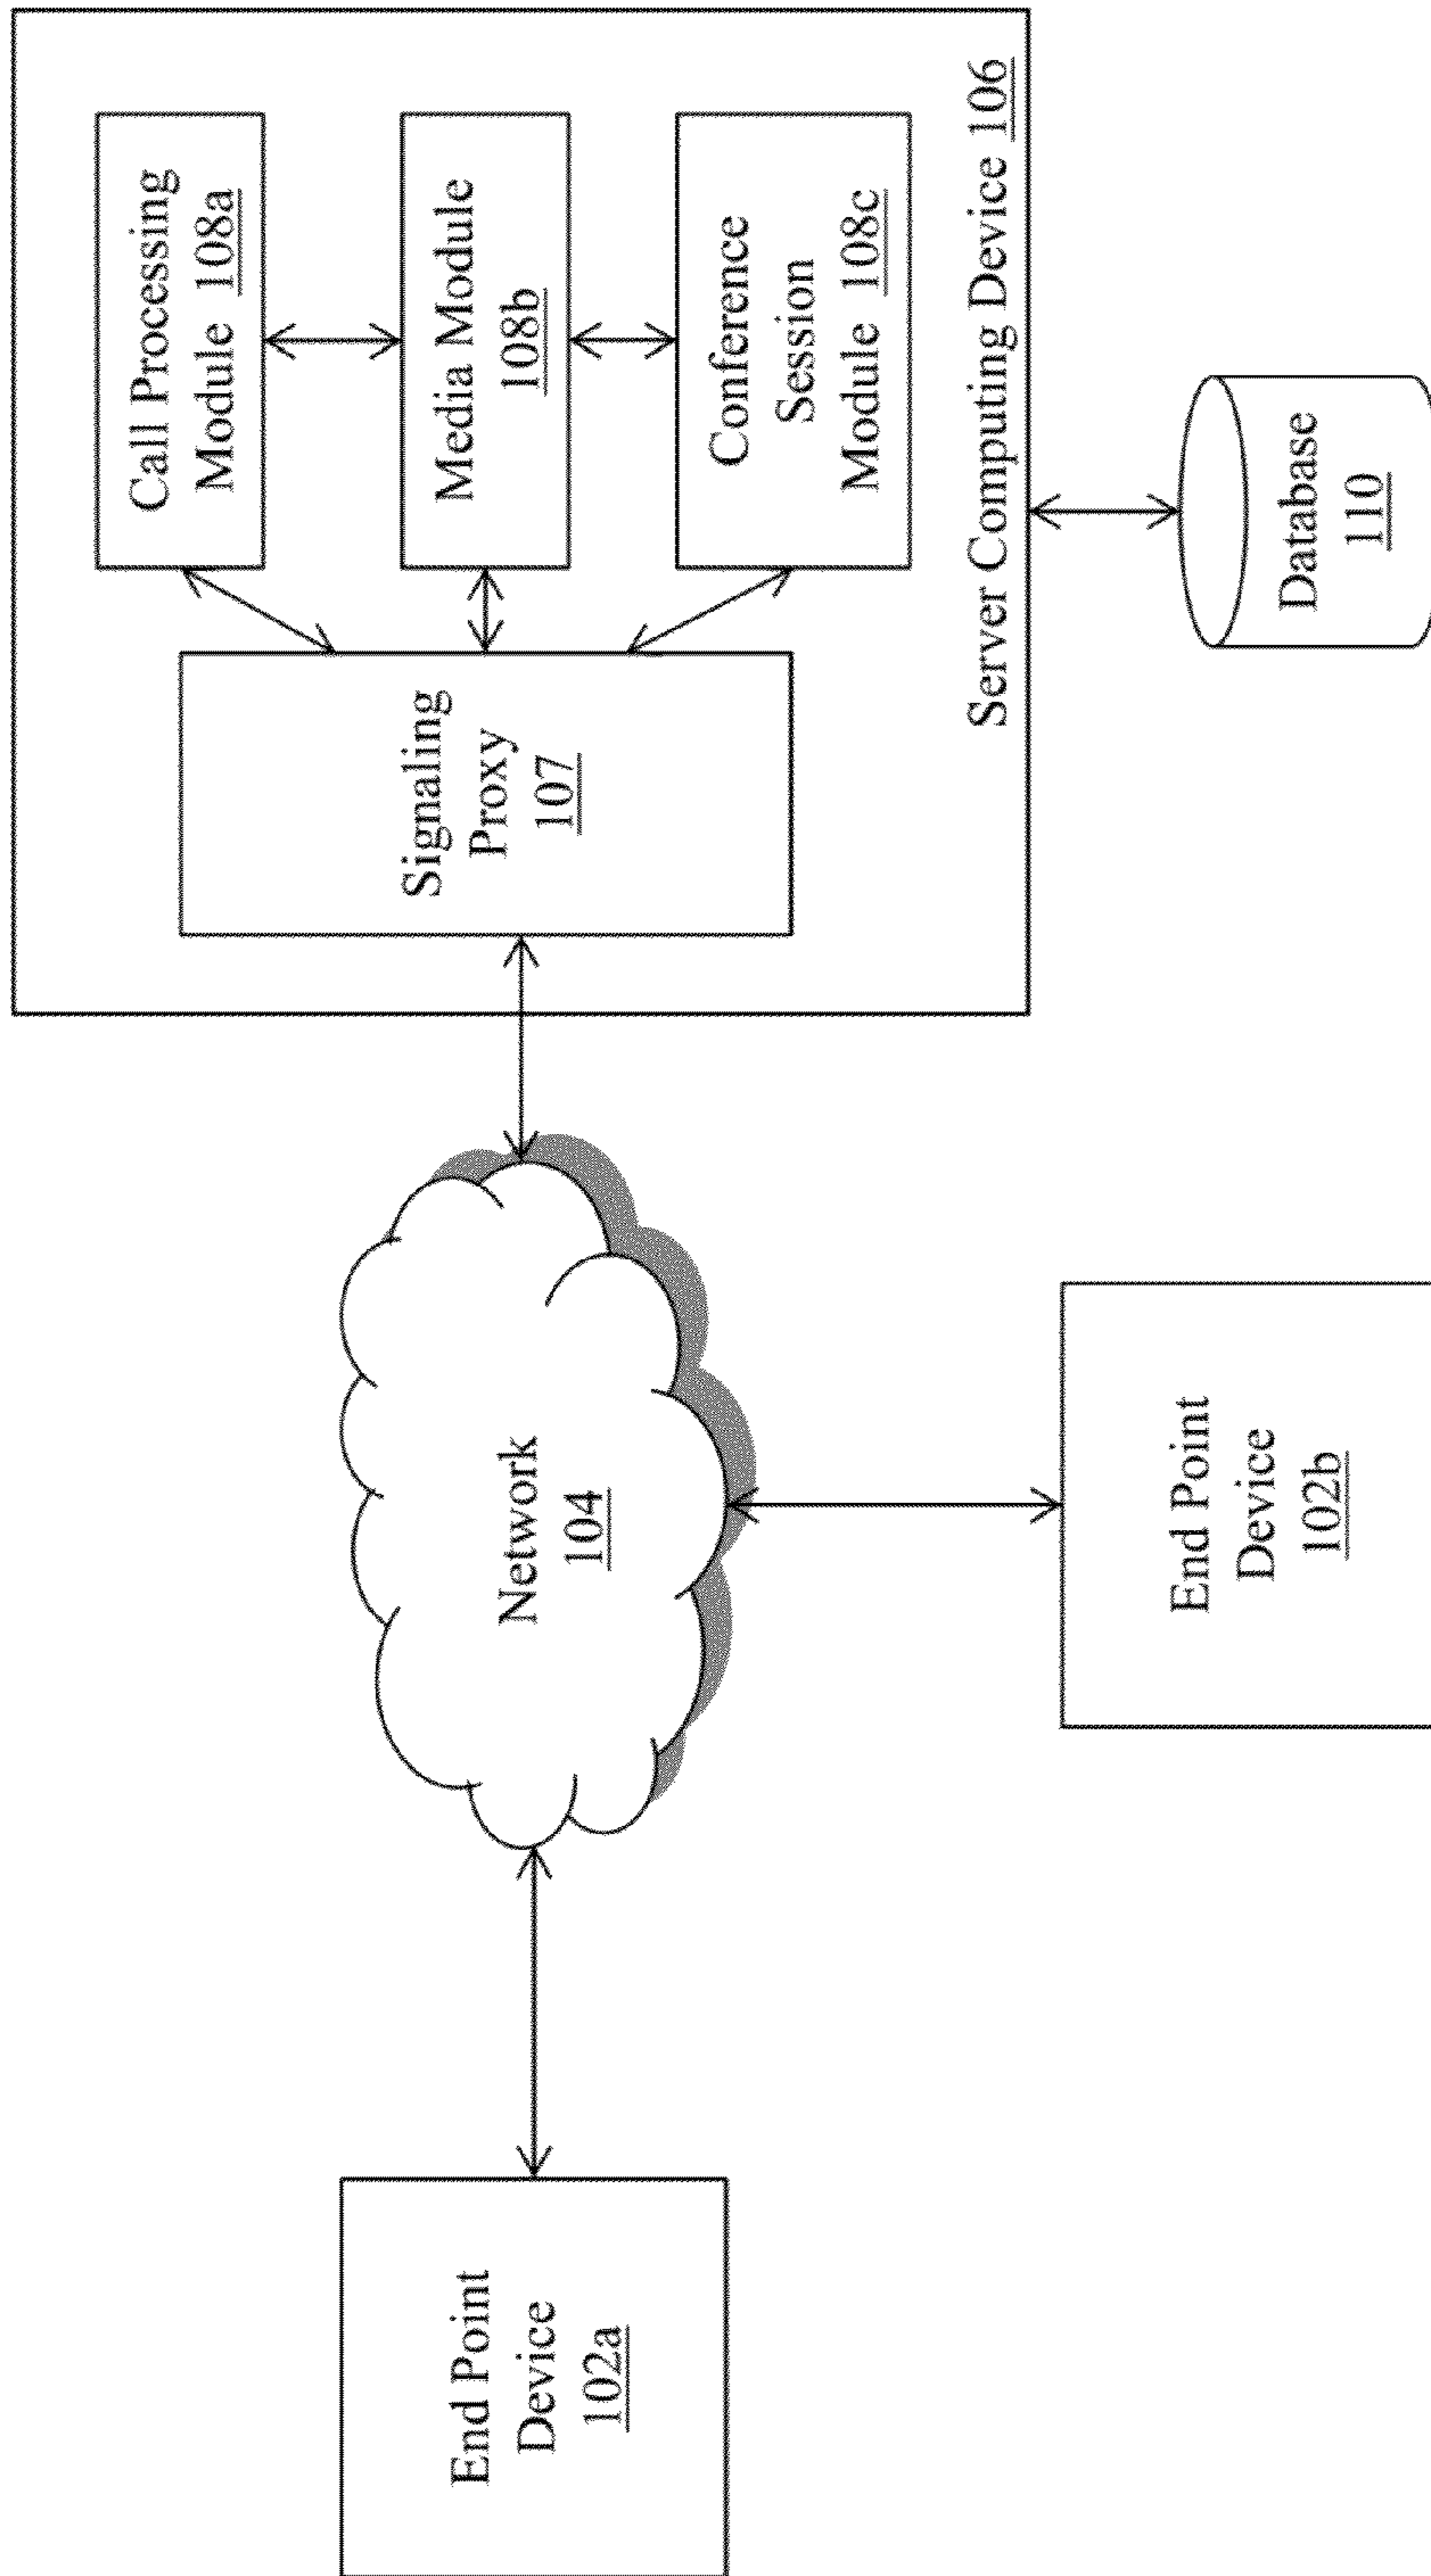 End Point
Device
102a
Network
104
End Point
Device
102b
Signaling
Proxy
107
Call Processing
Module 108a
Media Module
108b
Conference
Session
Module 108c
Server Computing Device 106
Database
110